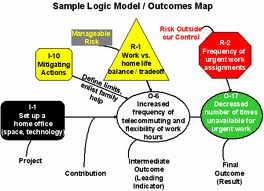 Sample Logic Model / Outcomes Map
Manageable
Risk
Risk Outside
our Control
I-10
Mitigating
Actions
R-1
Work vs.
home life
balance / tradeoff
R-2
Frequency of
urgent work
assignments
Define limits,
enlist family
help
I-1
Set up a
home office
(space, technology)
O-6
Increased
frequency of
telecommuting and
flexibility of work
hours
O-17
Decreased
number of times
unavailable for
urgent work
Project
Contribution
Intermediate
Outcome
(Leading
Indicator)
Final
Outcome
(Result)